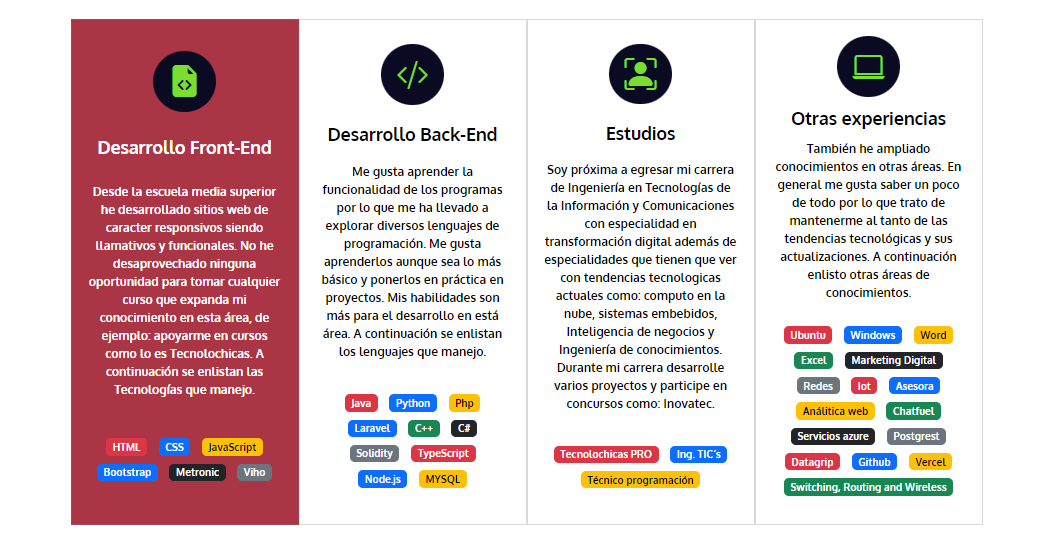 Desarrollo Front-End
Desde la escuela media superior
he desarrollado sitios web de
caracter responsivos siendo
llamativos y funcionales. No he
desaprovechado ninguna
oportunidad para tomar cualquier
curso que expanda mi
conocimiento en esta área, de
ejemplo: apoyarme en cursos
como lo es Tecnolochicas. A
continuación se enlistan las
Tecnologías que manejo.
HTML CSS JavaScript
Bootstrap Metronic Viho
Desarrollo Back-End
Me gusta aprender la
funcionalidad de los programas
por lo que me ha llevado a
explorar diversos lenguajes de
programación. Me gusta
aprenderlos aunque sea lo más
básico y ponerlos en práctica en
proyectos. Mis habilidades son
más para el desarrollo en está
área. A continuación se enlistan
los lenguajes que manejo.
Java Python Php
Laravel C++ C#
Solidity TypeScript
Node.js MYSQL
Estudios
Soy próxima a egresar mi carrera
de Ingeniería en Tecnologías de
la Información y Comunicaciones
con especialidad en
transformación digital además de
especialidades que tienen que ver
con tendencias tecnologicas
actuales como: computo en la
nube, sistemas embebidos,
Inteligencia de negocios y
Ingeniería de conocimientos.
Durante mi carrera desarrolle
varios proyectos y participe en
concursos como: Inovatec.
Tecnolochicas PRO Ing. TIC's
Técnico programación
Otras experiencias
También he ampliado
conocimientos en otras áreas. En
general me gusta saber un poco
de todo por lo que trato de
mantenerme al tanto de las
tendencias tecnológicas y sus
actualizaciones. A continuación
enlisto otras áreas de
conocimientos.
Ubuntu Windows Word
Excel Marketing Digital
Redes Iot Asesora
Análitica web Chatfuel
Servicios azure Postgrest
Datagrip Github Vercel
Switching, Routing and Wireless